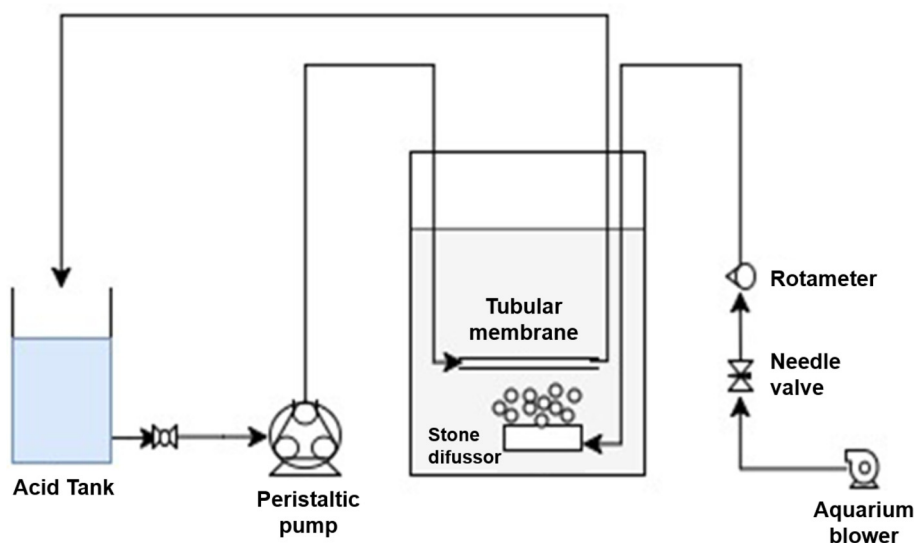 Tubular
membrane
Rotameter
Needle
valve
Stone
difussor
Acid Tank
Peristaltic
pump
Aquarium
blower